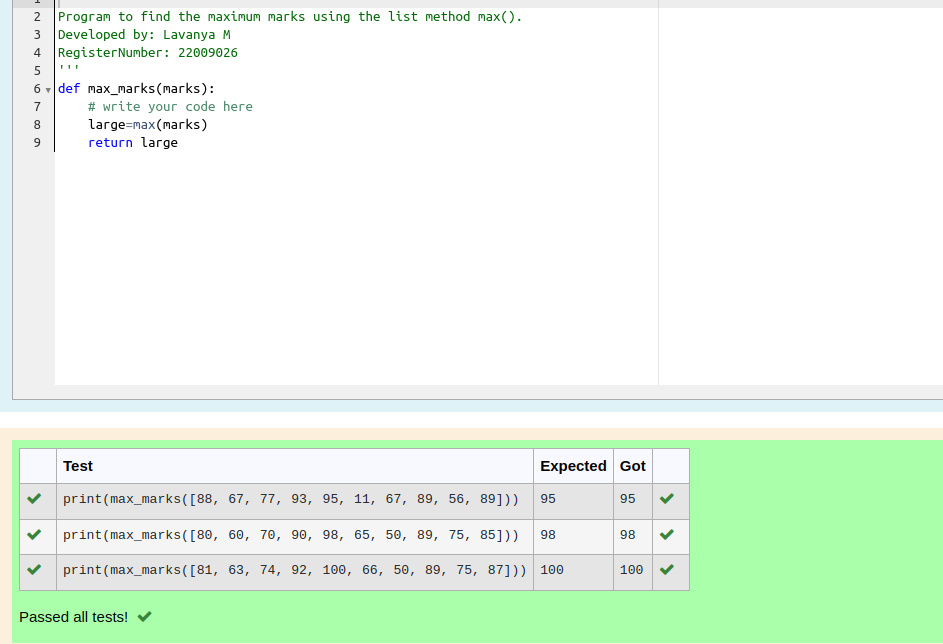 1
2 Program to find the maximum marks using the list method max().
3 Developed by: Lavanya M
4 RegisterNumber: 22009026
5 '''
6 def max_marks(marks):
7 # write your code here
8 large=max(marks)
9 return large
Test Expected Got
print(max_marks([88, 67, 77, 93, 95, 11, 67, 89, 56, 89])) 95 95
print(max_marks([80, 60, 70, 90, 98, 65, 50, 89, 75, 85])) 98 98
print(max_marks([81, 63, 74, 92, 100, 66, 50, 89, 75, 87])) 100 100
Passed all tests!